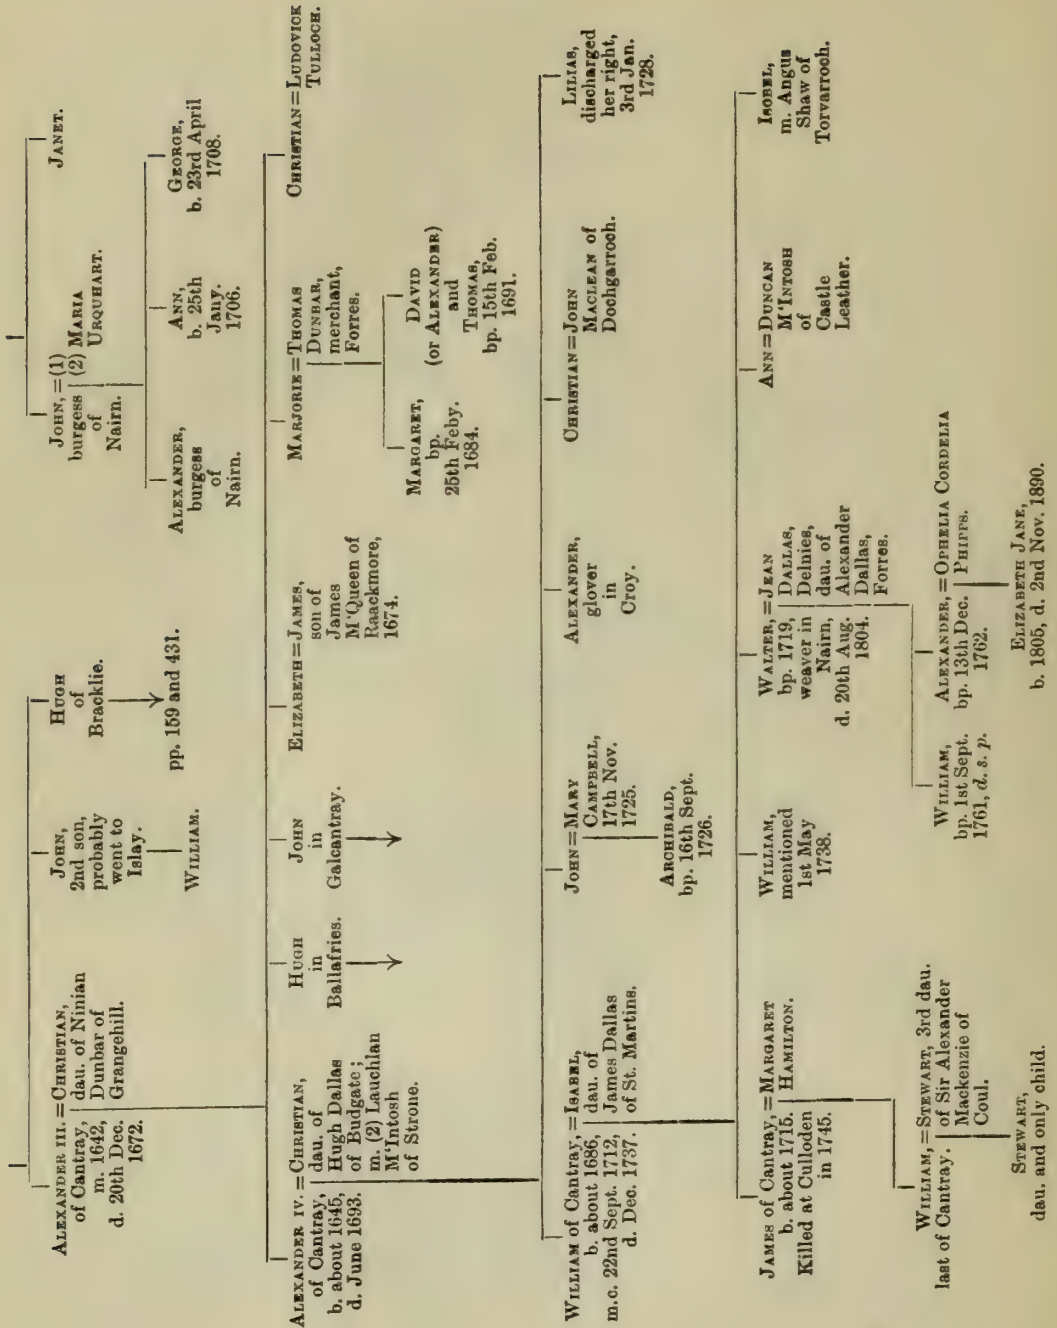 ALEXANDER III. = CHRISTIAN,
of Cantray, dau. of Ninian
m. 1642, Dunbar of
d. 20th Dec. Grangehill.
1672.
JOHN,
2nd son,
probably
went to
Islay.
WILLIAM.
HUGH
of
Bracklie.
pp. 159 and 431.
JOHN, = (1)
burgess (2) MARIA
of URQUHART.
Nairn.
JANET.
ALEXANDER,
burgess
of
Nairn.
ANN,
b. 25th
Jany.
1706.
GEORGE,
b. 23rd April
1708.
ALEXANDER IV. = CHRISTIAN,
of Cantray, dau. of
b. about 1645, Hugh Dallas
d. June 1693. of Budgate;
m. (2) Lauchlan
M'Intosh
of Strone.
HUGH
in
Ballafries.
JOHN
in
Galcantray.
ELIZABETH = JAMES,
son of
James
M'Queen of
Raackmore,
1674.
MARJORIE = THOMAS
DUNBAR,
merchant,
Forres.
CHRISTIAN = LUDOVICK
TULLOCH.
MARGARET,
bp.
25th Feby.
1684.
DAVID
(or ALEXANDER)
and
THOMAS,
bp. 15th Feb.
1691.
WILLIAM of Cantray, = ISABEL,
b. about 1686, dau. of
m.c. 22nd Sept. 1712, James Dallas
d. Dec. 1737. of St. Martins.
JOHN = MARY
CAMPBELL,
17th Nov.
1725.
ARCHIBALD,
bp. 16th Sept.
1726.
ALEXANDER,
glover
in
Croy.
CHRISTIAN = JOHN
MACLEAN of
Dochgarroch.
LILIAS,
discharged
her right,
3rd Jan.
1728.
JAMES of Cantray, = MARGARET
b. about 1715. HAMILTON.
Killed at Culloden
in 1745.
WILLIAM,
mentioned
1st May
1738.
WALTER, = JEAN
bp. 1719, DALLAS,
weaver in Delnies,
Nairn, dau. of
d. 20th Aug. Alexander
1804. Dallas,
Forres.
ANN = DUNCAN
M'INTOSH
of
Castle
Leather.
ISOBEL,
m. Angus
Shaw of
Torvarroch.
WILLIAM, = STEWART, 3rd dau.
last of Cantray. of Sir Alexander
Mackenzie of
Coul.
WILLIAM,
bp. 1st Sept.
1761, d. s. p.
ALEXANDER, = OPHELIA CORDELIA
bp. 13th Dec. PHIPPS.
1762.
STEWART,
dau. and only child.
ELIZABETH JANE,
b. 1805, d. 2nd Nov. 1890.